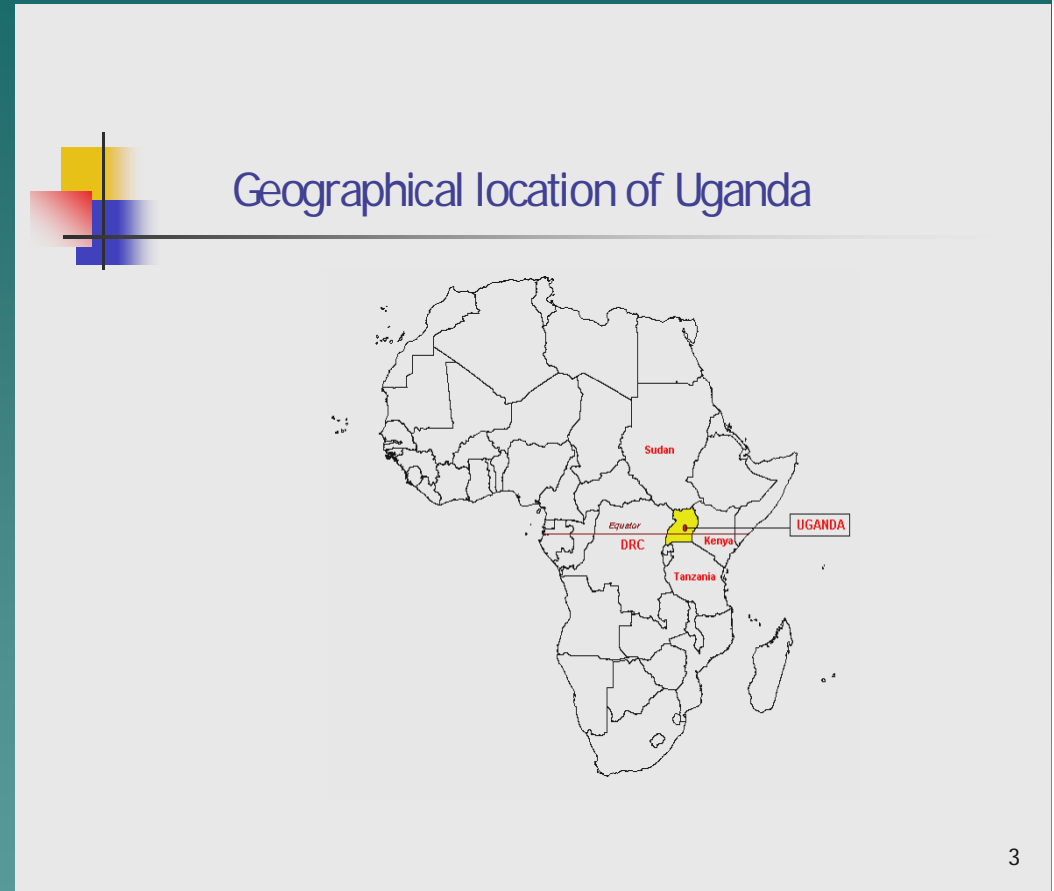 Geographical location of Uganda
Sudan
Equator
UGANDA
DRC
Kenya
Tanzania
3